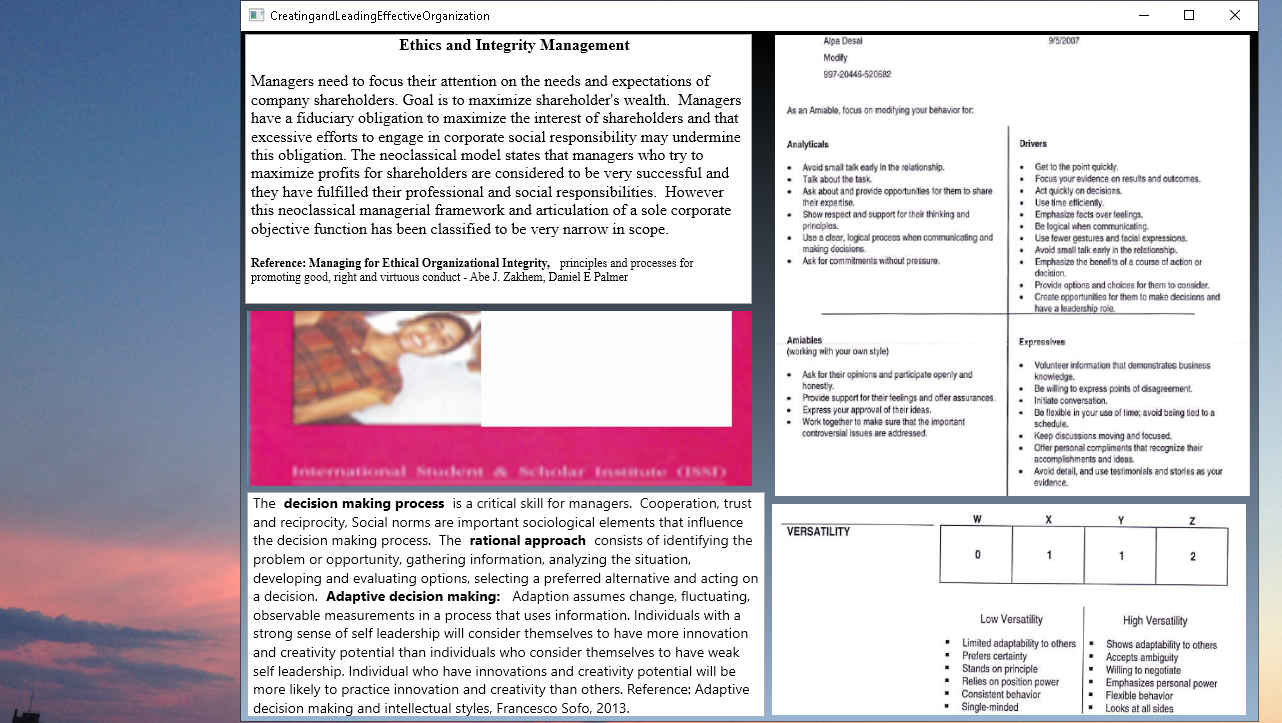 CreatingandLeadingEffectiveOrganization
Ethics and Integrity Management
Managers need to focus their attention on the needs and expectations of
company shareholders. Goal is to maximize shareholder's wealth. Managers
have a fiduciary obligation to maximize the interest of shareholders and that
excessive efforts to engage in corporate social responsibility may undermine
this obligation. The neoclassical model states that managers who try to
maximize profits for stockholders are considered to be very successful and
they have fulfilled their professional and social responsibilities. However
this neoclassical managerial framework and articulation of a sole corporate
objective function has been classified to be very narrow in scope.
Reference: Managing for Ethical Organizational Integrity, principles and processes for
promoting good, right and virtuous conduct - Abe J. Zakhem, Daniel E Palmer
International Student & Scholar Institute (ISSI)
The decision making process is a critical skill for managers. Cooperation, trust
and reciprocity, Social norms are important sociological elements that influence
the decision making process. The rational approach consists of identifying the
problem or opportunity, gathering information, analyzing the situation,
developing and evaluating options, selecting a preferred alternative and acting on
a decision. Adaptive decision making: Adaption assumes change, fluctuating,
observable measurements in a process that uses information. Individuals with a
strong sense of self leadership will consider themselves to have more innovation
and creativity potential than individuals who consider themselves to have weak
self leadership. Individual who have innovations and creativity potential will be
more likely to practice innovation and creativity than others. Reference: Adaptive
decision making and intellectual styles, Francesco Sofo, 2013.
Alpa Desai 9/5/2007
Modify
997-20446-520682
As an Amiable, focus on modifying your behavior for:
Analyticals
• Avoid small talk early in the relationship.
• Talk about the task.
• Ask about and provide opportunities for them to share
their expertise.
• Show respect and support for their thinking and
principles.
• Use a clear, logical process when communicating and
making decisions.
• Ask for commitments without pressure.
Drivers
• Get to the point quickly.
• Focus your evidence on results and outcomes.
• Act quickly on decisions.
• Use time efficiently.
• Emphasize facts over feelings.
• Be logical when communicating.
• Use fewer gestures and facial expressions.
• Avoid small talk early in the relationship.
• Emphasize the benefits of a course of action or
decision.
• Provide options and choices for them to consider.
• Create opportunities for them to make decisions and
have a leadership role.
Amiables
(working with your own style)
• Ask for their opinions and participate openly and
honestly.
• Provide support for their feelings and offer assurances.
• Express your approval of their ideas.
• Work together to make sure that the important
controversial issues are addressed.
Expressives
• Volunteer information that demonstrates business
knowledge.
• Be willing to express points of disagreement.
• Initiate conversation.
• Be flexible in your use of time; avoid being tied to a
schedule.
• Keep discussions moving and focused.
• Offer personal compliments that recognize their
accomplishments and ideas.
• Avoid detail, and use testimonials and stories as your
evidence.
W X Y Z
VERSATILITY
0 1 1 2
Low Versatility
▪ Limited adaptability to others
▪ Prefers certainty
▪ Stands on principle
▪ Relies on position power
▪ Consistent behavior
▪ Single-minded
High Versatility
▪ Shows adaptability to others
▪ Accepts ambiguity
▪ Willing to negotiate
▪ Emphasizes personal power
▪ Flexible behavior
▪ Looks at all sides